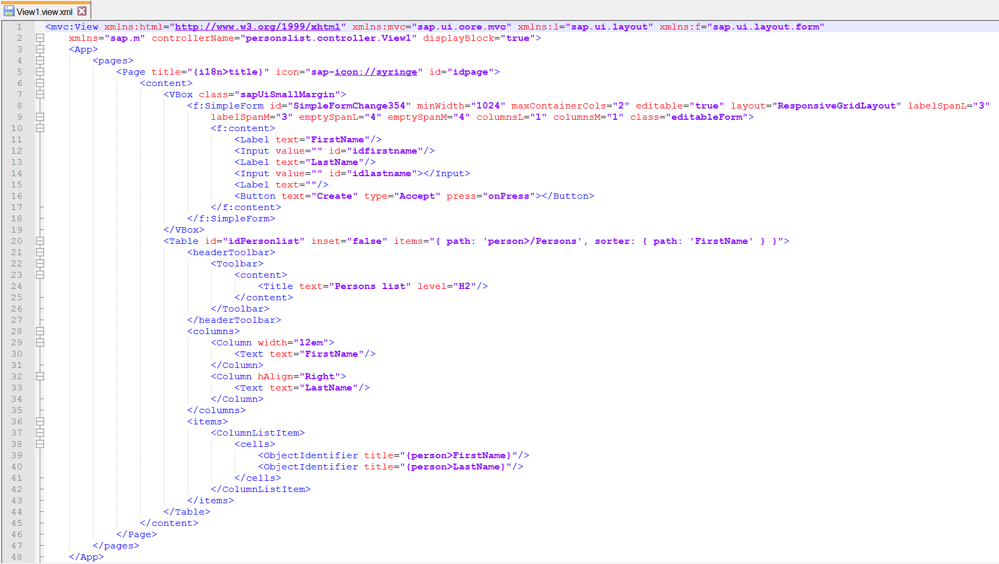 View1.view.xml
1 <mvc:View xmlns:html="http://www.w3.org/1999/xhtml" xmlns:mvc="sap.ui.core.mvc" xmlns:l="sap.ui.layout" xmlns:f="sap.ui.layout.form"
2 xmlns="sap.m" controllerName="personslist.controller.View1" displayBlock="true">
3 <App>
4 <pages>
5 <Page title="{i18n>title}" icon="sap-icon://syringe" id="idpage">
6 <content>
7 <VBox class="sapUiSmallMargin">
8 <f:SimpleForm id="SimpleFormChange354" minWidth="1024" maxContainerCols="2" editable="true" layout="ResponsiveGridLayout" labelSpanL="3"
9 labelSpanM="3" emptySpanL="4" emptySpanM="4" columnsL="1" columnsM="1" class="editableForm">
10 <f:content>
11 <Label text="FirstName"/>
12 <Input value="" id="idfirstname"/>
13 <Label text="LastName"/>
14 <Input value="" id="idlastname"></Input>
15 <Label text=""/>
16 <Button text="Create" type="Accept" press="onPress"></Button>
17 </f:content>
18 </f:SimpleForm>
19 </VBox>
20 <Table id="idPersonlist" inset="false" items="{ path: 'person>/Persons', sorter: { path: 'FirstName' } }">
21 <headerToolbar>
22 <Toolbar>
23 <content>
24 <Title text="Persons list" level="H2"/>
25 </content>
26 </Toolbar>
27 </headerToolbar>
28 <columns>
29 <Column width="12em">
30 <Text text="FirstName"/>
31 </Column>
32 <Column hAlign="Right">
33 <Text text="LastName"/>
34 </Column>
35 </columns>
36 <items>
37 <ColumnListItem>
38 <cells>
39 <ObjectIdentifier title="{person>FirstName}"/>
40 <ObjectIdentifier title="{person>LastName}"/>
41 </cells>
42 </ColumnListItem>
43 </items>
44 </Table>
45 </content>
46 </Page>
47 </pages>
48 </App>